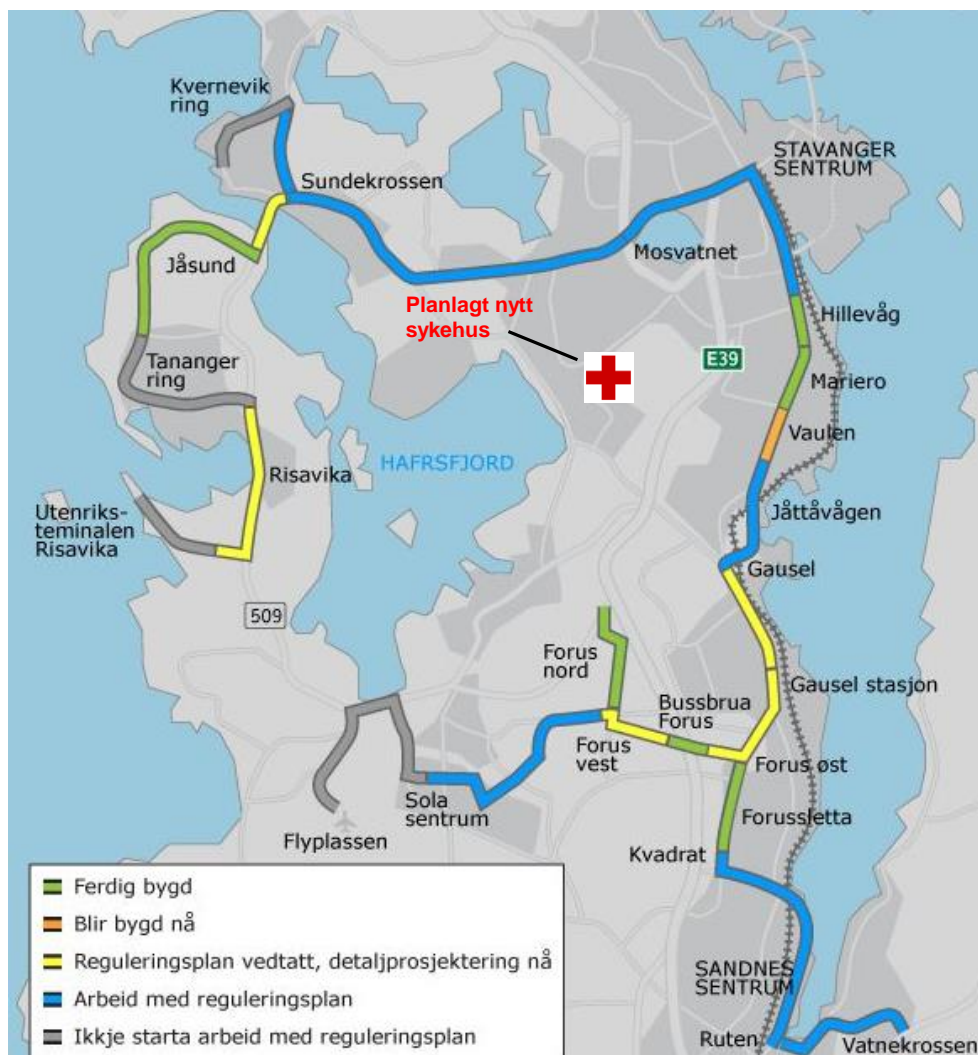 Kvernevik
ring
STAVANGER
SENTRUM
Sundekrossen
Mosvatnet
Jåsund
Planlagt nytt
sykehus
Hillevåg
Tananger
ring
E39
Mariero
Vaulen
HAFRSFJORD
Risavika
Utenriks-
teminalen
Risavika
Jåttåvågen
Gausel
509
Forus
nord
Gausel stasjon
Bussbrua
Forus
Forus
vest
Forus øst
Sola
sentrum
Forussletta
Flyplassen
Kvadrat
Ferdig bygd
Blir bygd nå
Reguleringsplan vedtatt, detaljprosjektering nå
Arbeid med reguleringsplan
Ikkje starta arbeid med reguleringsplan
SANDNES
SENTRUM
Ruten
Vatnekrossen